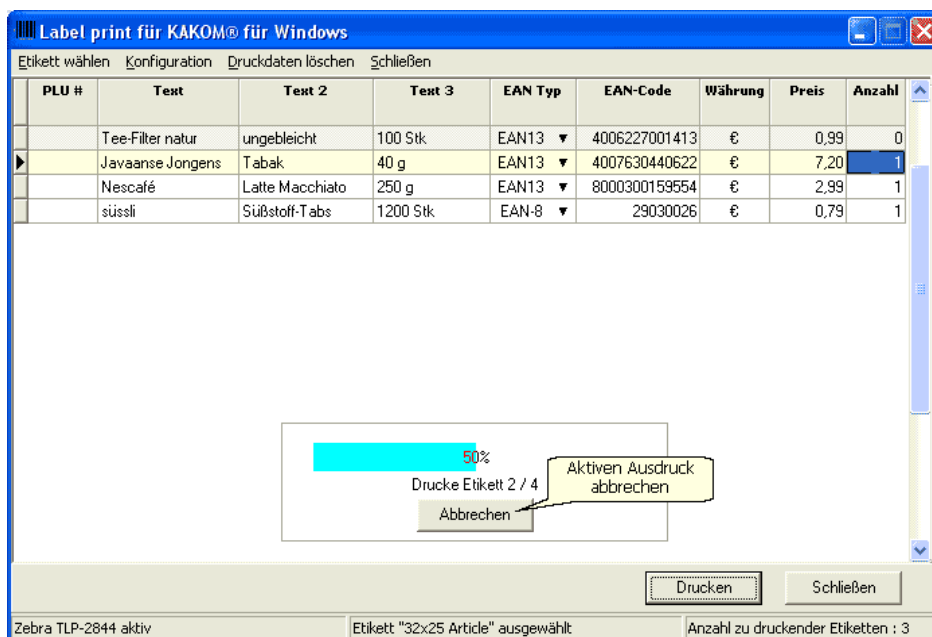 Label print für KAKOM® für Windows
Etikett wählen Konfiguration Druckdaten löschen Schließen
PLU # Text Text 2 Text 3 EAN Typ EAN-Code Währung Preis Anzahl
Tee-Filter natur ungebleicht 100 Stk EAN13 4006227001413 € 0,99 0
Javaanse Jongens Tabak 40 g EAN13 4007630440622 € 7,20 1
Nescafé Latte Macchiato 250 g EAN13 8000300159554 € 2,99 1
süssli Süßstoff-Tabs 1200 Stk EAN-8 29030026 € 0,79 1
50%
Drucke Etikett 2 / 4
Aktiven Ausdruck
abbrechen
Abbrechen
Drucken Schließen
Zebra TLP-2844 aktiv Etikett "32x25 Article" ausgewählt Anzahl zu druckender Etiketten : 3